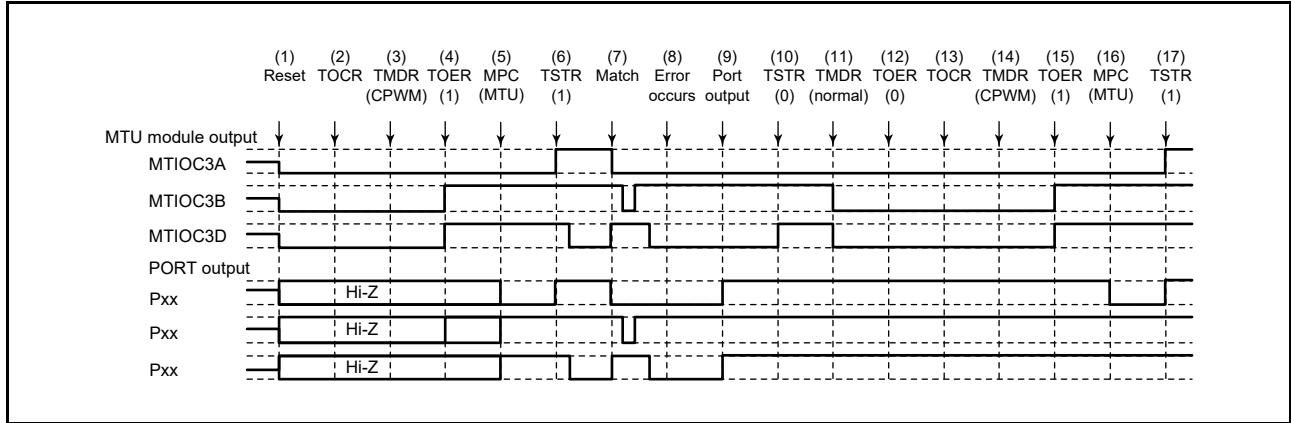 (1) (2) (3) (4) (5) (6) (7) (8) (9) (10) (11) (12) (13) (14) (15) (16) (17)
Reset TOCR TMDR TOER MPC TSTR Match Error Port TSTR TMDR TOER TOCR TMDR TOER MPC TSTR
(CPWM) (1) (MTU) (1) occurs output (0) (normal) (0) (CPWM) (1) (MTU) (1)
MTU module output
MTIOC3A
MTIOC3B
MTIOC3D
PORT output
Pxx Hi-Z
Pxx Hi-Z
Pxx Hi-Z